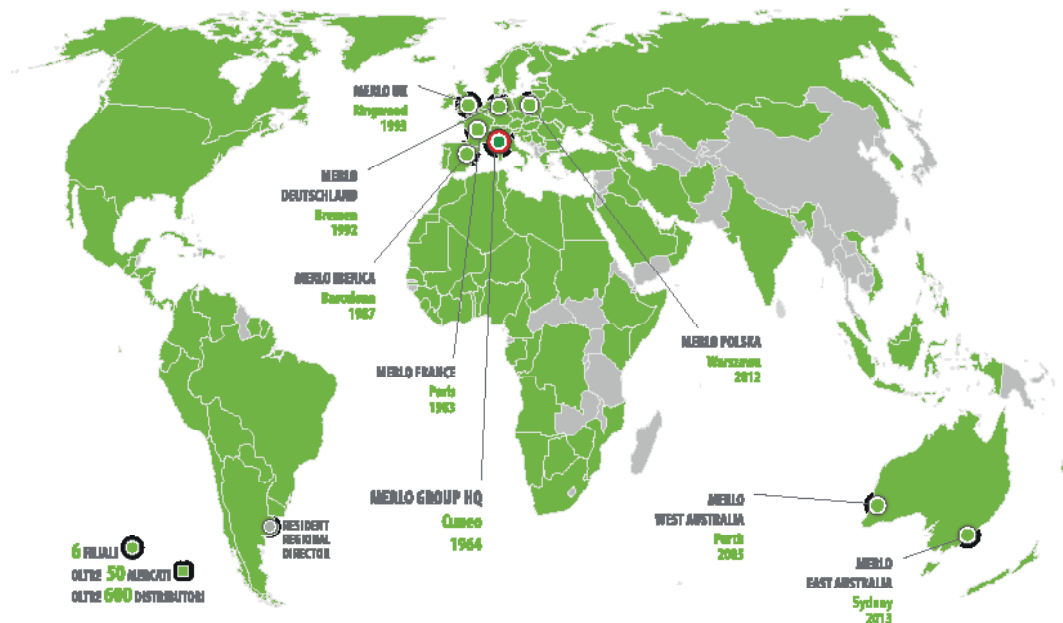 MERLO UK
Ringwood
1993
MERLO
DEUTSCHLAND
Bremen
1992
MERLO IBERICA
Barcelona
1987
MERLO FRANCE
Paris
1983
MERLO GROUP HQ
Cuneo
1964
MERLO POLSKA
Warszawa
2012
MERLO
WEST AUSTRALIA
Perth
2005
MERLO
EAST AUSTRALIA
Sydney
2013
RESIDENT
REGIONAL
DIRECTOR
6 FILIALI
OLTRE 50 MERCATI
OLTRE 600 DISTRIBUTORI